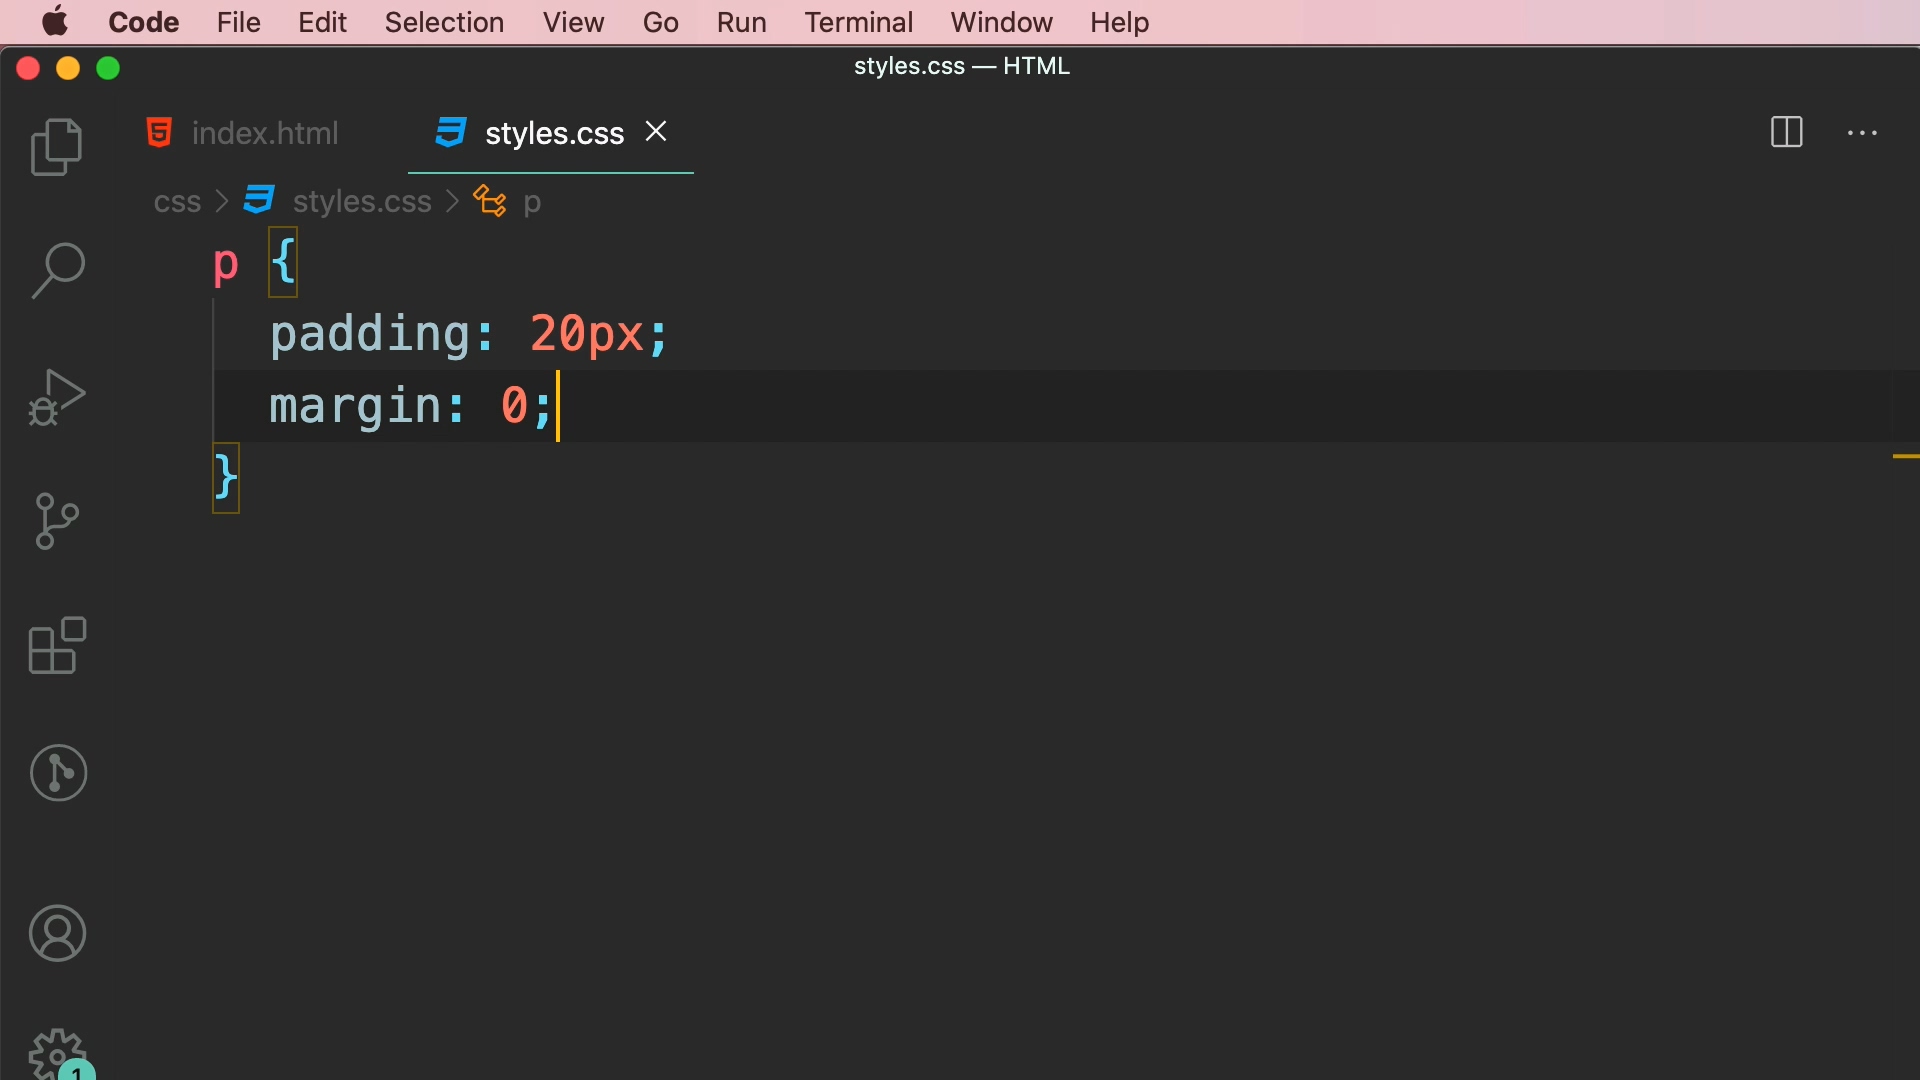 Code File Edit Selection View Go Run Terminal Window Help
styles.css — HTML
index.html styles.css
css > styles.css > p
p {
padding: 20px;
margin: 0;
}
1